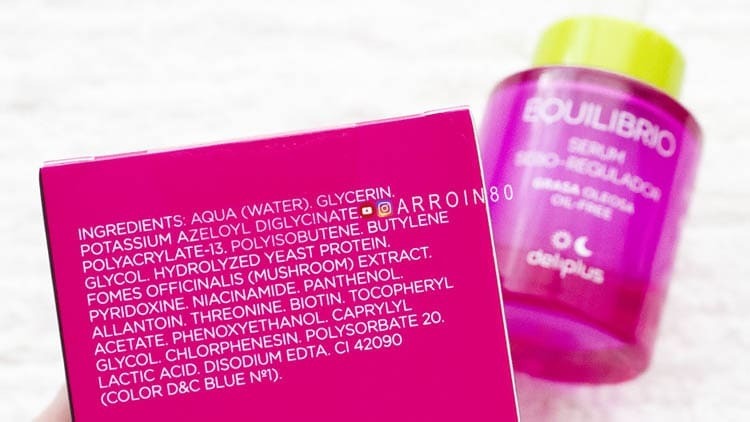 INGREDIENTS: AQUA (WATER). GLYCERIN.
POTASSIUM AZELOYL DIGLYCINATE
POLYACRYLATE-13. POLYISOBUTENE. BUTYLENE
GLYCOL. HYDROLYZED YEAST PROTEIN.
FOMES OFFICINALIS (MUSHROOM) EXTRACT.
PYRIDOXINE. NIACINAMIDE. PANTHENOL.
ALLANTOIN. THREONINE. BIOTIN. TOCOPHERYL
ACETATE. PHENOXYETHANOL. CAPRYLYL
GLYCOL. CHLORPHENESIN. POLYSORBATE 20.
LACTIC ACID. DISODIUM EDTA. CI 42090
(COLOR D&C BLUE Nº1).
ARROIN80
EQUILIBRIO
SERUM
SEBO-REGULADOR
GRASA OLEOSA
OIL-FREE
deliplus